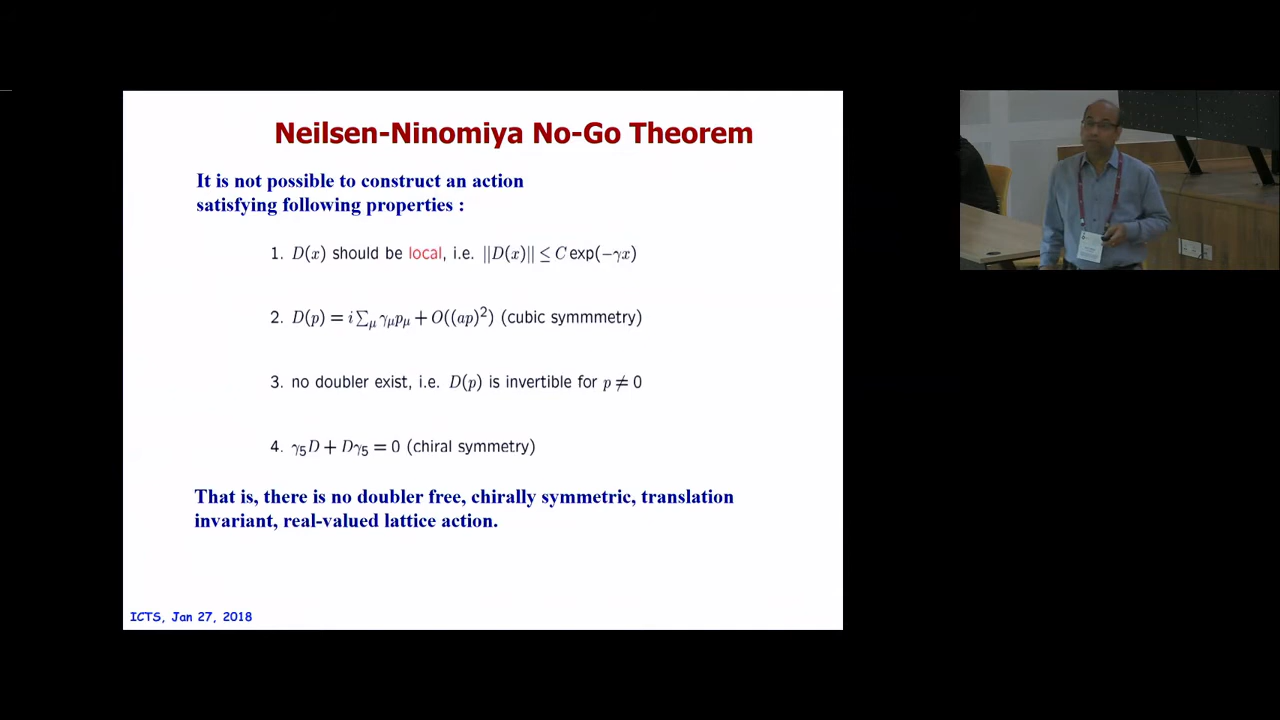 Neilsen-Ninomiya No-Go Theorem
It is not possible to construct an action
satisfying following properties :
1. D(x) should be local, i.e. ||D(x)|| ≤ C exp(−γx)
2. D(p) = i∑μ γμpμ + O((ap)²) (cubic symmmetry)
3. no doubler exist, i.e. D(p) is invertible for p ≠ 0
4. γ₅D + Dγ₅ = 0 (chiral symmetry)
That is, there is no doubler free, chirally symmetric, translation
invariant, real-valued lattice action.
ICTS, Jan 27, 2018